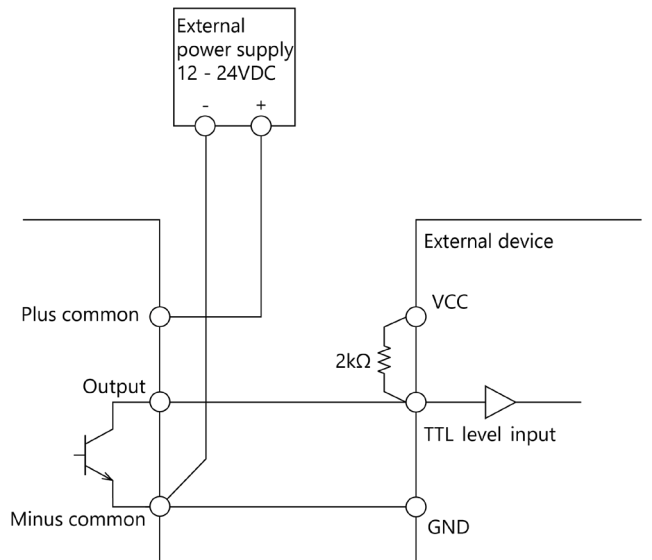 External
power supply
12 - 24VDC
- +
External device
Plus common
VCC
2kΩ
Output
TTL level input
Minus common
GND